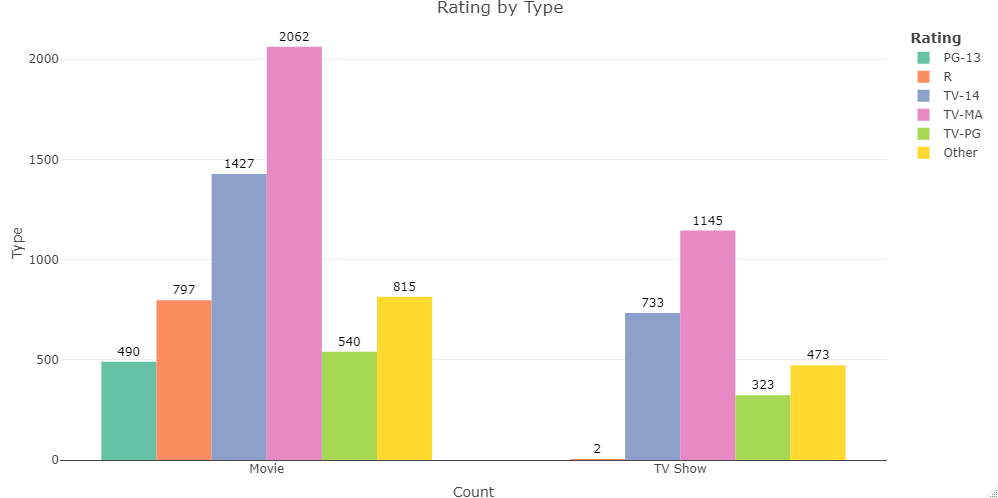 Rating by Type
Rating
PG-13
R
TV-14
TV-MA
TV-PG
Other
Type
2000
1500
1000
500
0
490
797
1427
2062
540
815
2
733
1145
323
473
Movie
TV Show
Count